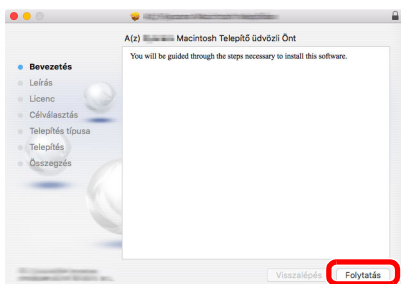 A(z) Macintosh Telepítő üdvözli Önt
You will be guided through the steps necessary to install this software.
Bevezetés
Leírás
Licenc
Célválasztás
Telepítés típusa
Telepítés
Összegzés
Visszalépés
Folytatás